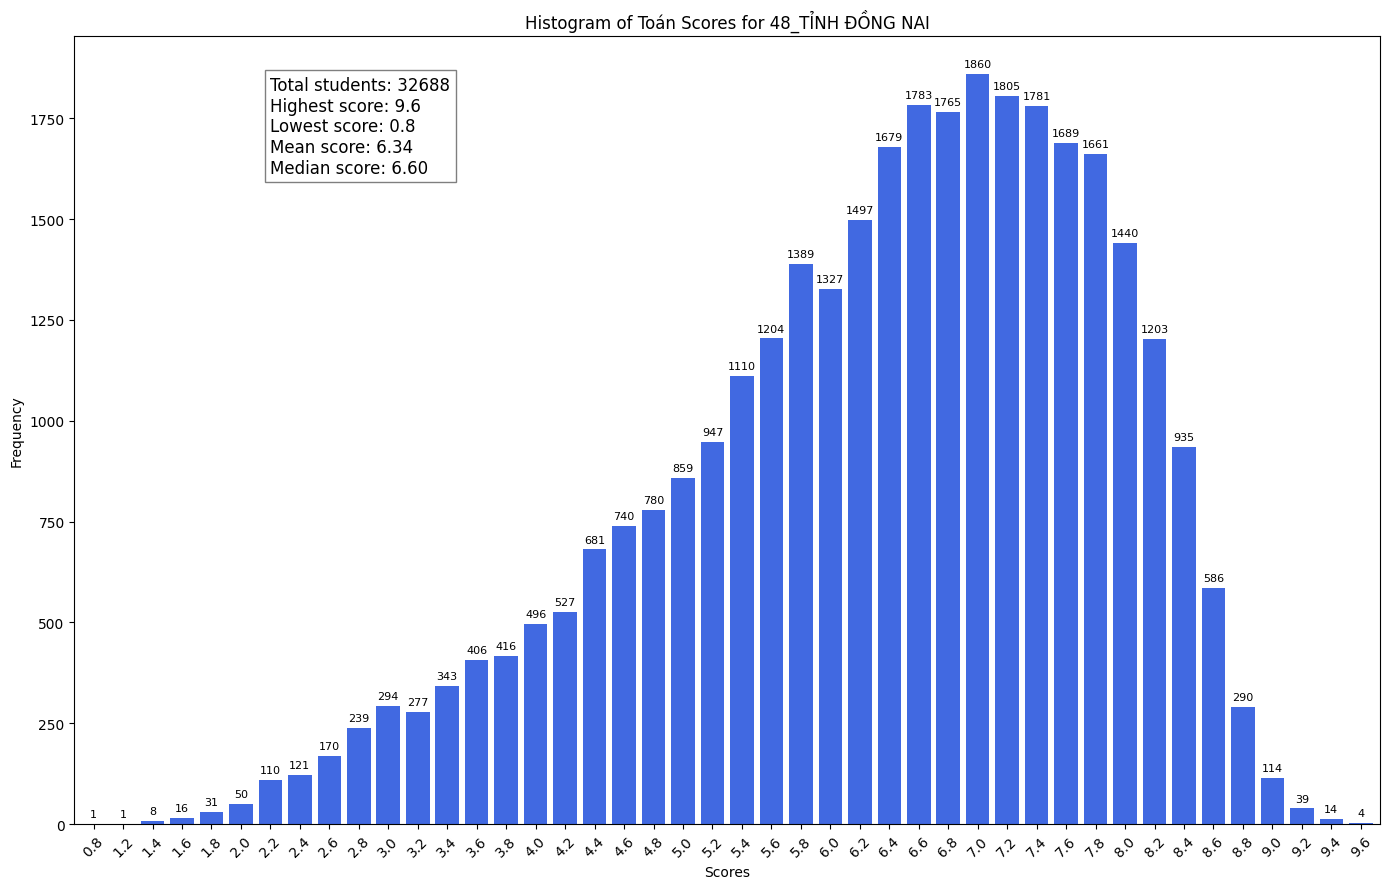 Histogram of Toán Scores for 48_TỈNH ĐỒNG NAI
Total students: 32688
Highest score: 9.6
Lowest score: 0.8
Mean score: 6.34
Median score: 6.60
Frequency
1750
1500
1250
1000
750
500
250
0
1 1 8 16 31 50 110 121 170 239 294 277 343 406 416 496 527 681 740 780 859 947 1110 1204 1389 1327 1497 1679 1783 1765 1860 1805 1781 1689 1661 1440 1203 935 586 290 114 39 14 4
0.8 1.2 1.4 1.6 1.8 2.0 2.2 2.4 2.6 2.8 3.0 3.2 3.4 3.6 3.8 4.0 4.2 4.4 4.6 4.8 5.0 5.2 5.4 5.6 5.8 6.0 6.2 6.4 6.6 6.8 7.0 7.2 7.4 7.6 7.8 8.0 8.2 8.4 8.6 8.8 9.0 9.2 9.4 9.6
Scores